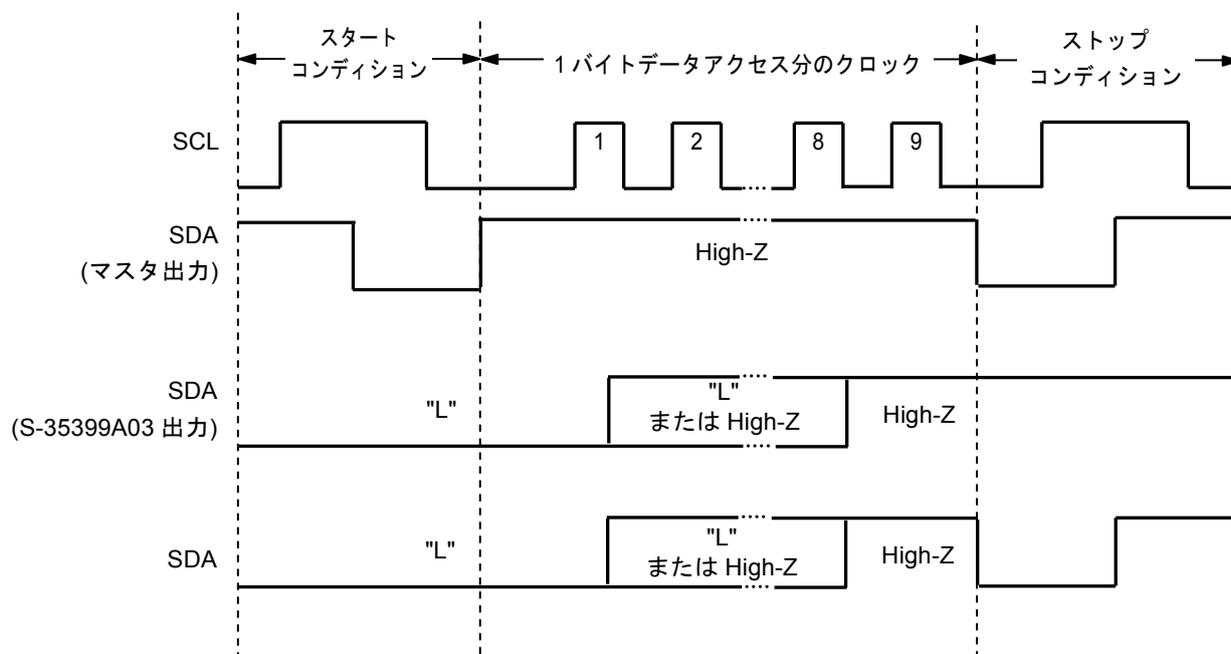 スタート
コンディション
1 バイトデータアクセス分のクロック
ストップ
コンディション
SCL
1
2
8
9
SDA
(マスタ出力)
High-Z
SDA
(S-35399A03 出力)
"L"
"L"
または High-Z
High-Z
SDA
"L"
"L"
または High-Z
High-Z